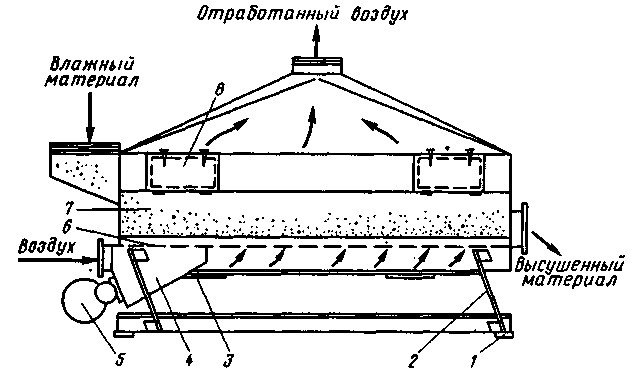 Отработанный воздух
Влажный
материал
8
7
6
Воздух
Высушенный
материал
5
4
3
2
1